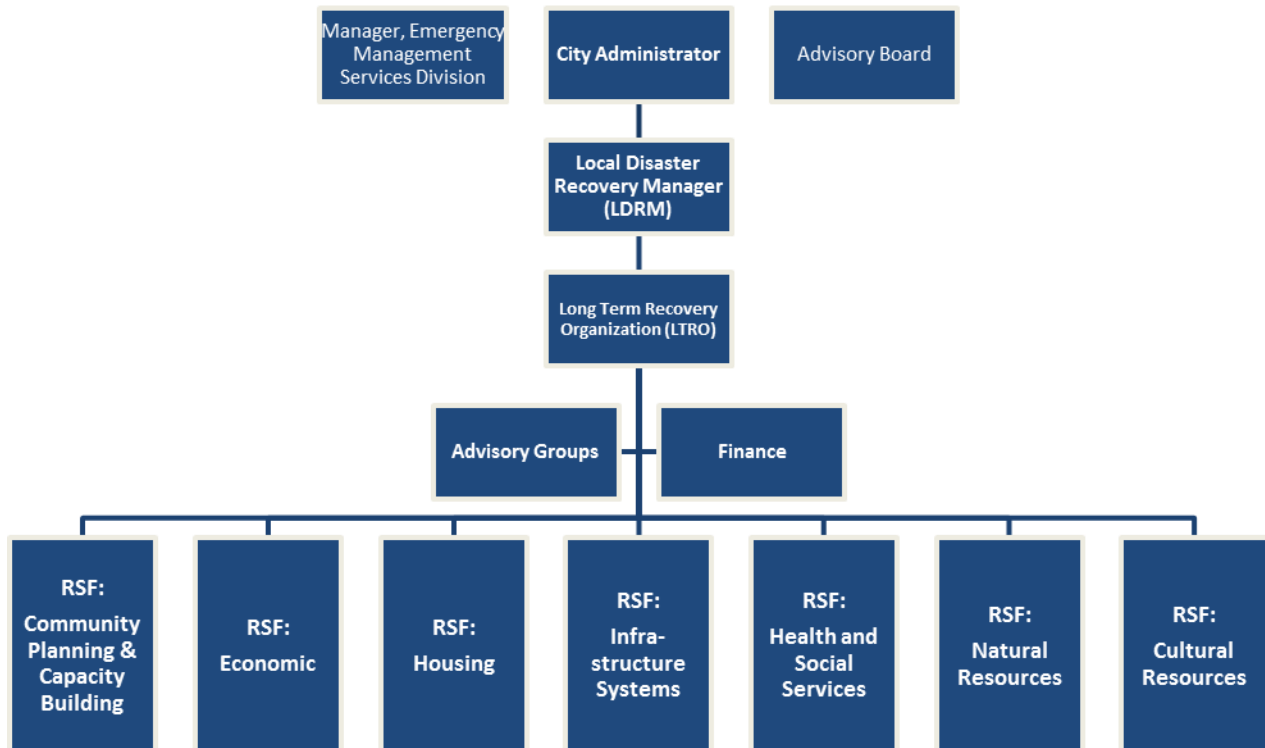 Manager, Emergency
Management
Services Division
City Administrator
Advisory Board
Local Disaster
Recovery Manager
(LDRM)
Long Term Recovery
Organization (LTRO)
Advisory Groups
Finance
RSF:
Community
Planning &
Capacity
Building
RSF:
Economic
RSF:
Housing
RSF:
Infra-
structure
Systems
RSF:
Health and
Social
Services
RSF:
Natural
Resources
RSF:
Cultural
Resources